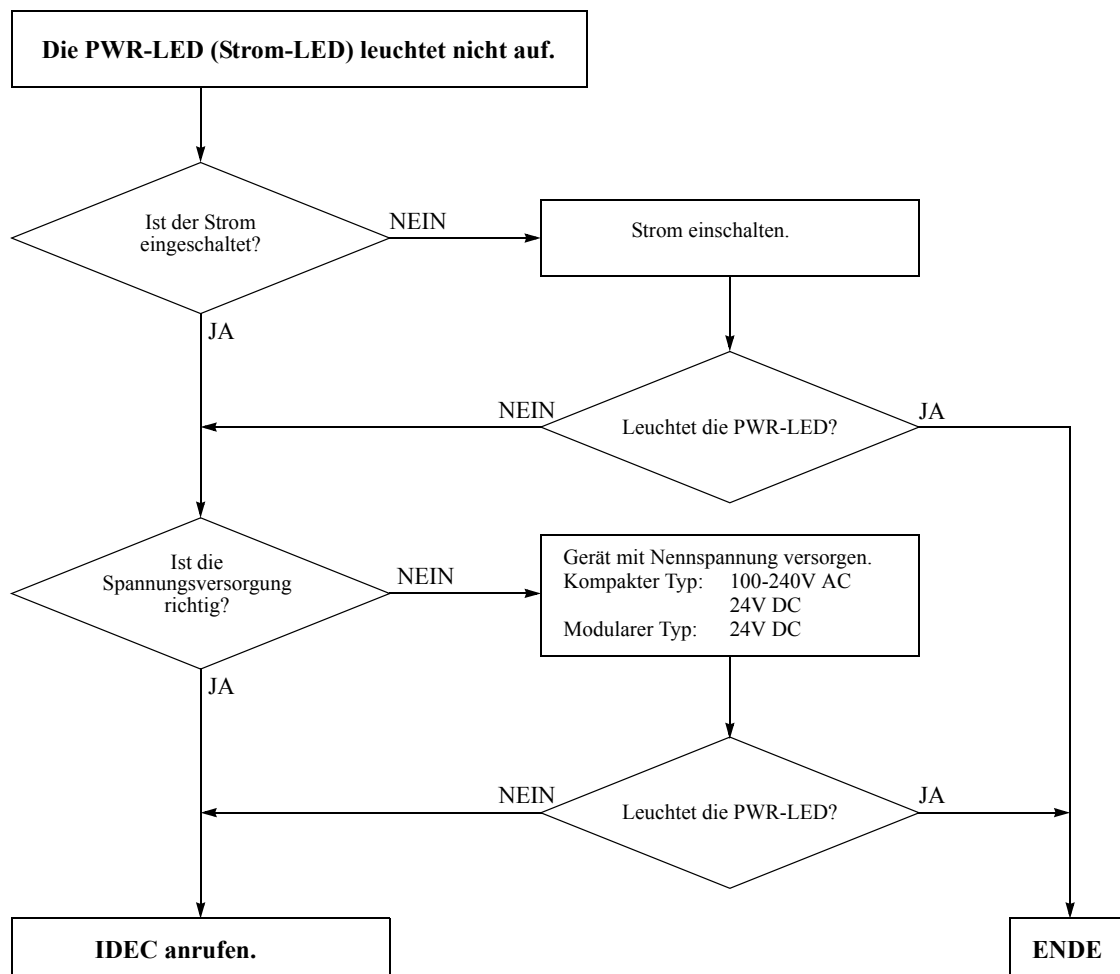 Die PWR-LED (Strom-LED) leuchtet nicht auf.
Ist der Strom
eingeschaltet?
NEIN
Strom einschalten.
JA
NEIN
Leuchtet die PWR-LED?
JA
Ist die
Spannungsversorgung
richtig?
NEIN
Gerät mit Nennspannung versorgen.
Kompakter Typ: 100-240V AC
24V DC
Modularer Typ: 24V DC
JA
NEIN
Leuchtet die PWR-LED?
JA
IDEC anrufen.
ENDE